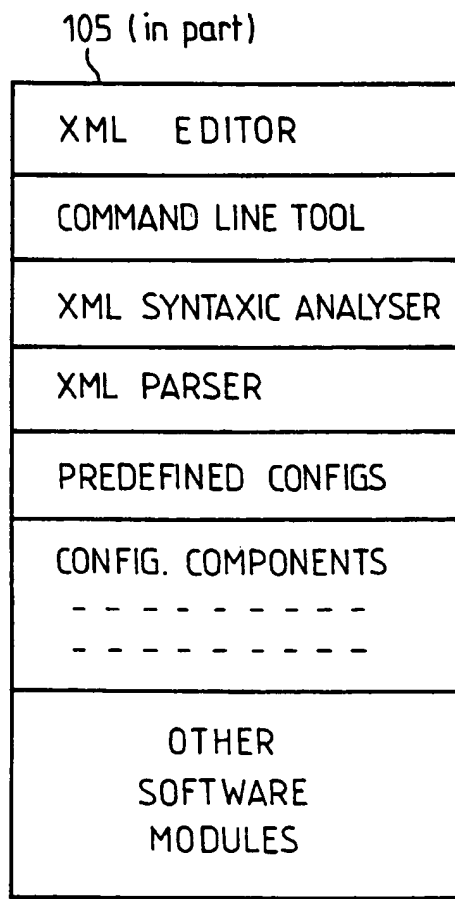 105 (in part)
XML EDITOR
COMMAND LINE TOOL
XML SYNTAXIC ANALYSER
XML PARSER
PREDEFINED CONFIGS
CONFIG. COMPONENTS
OTHER
SOFTWARE
MODULES